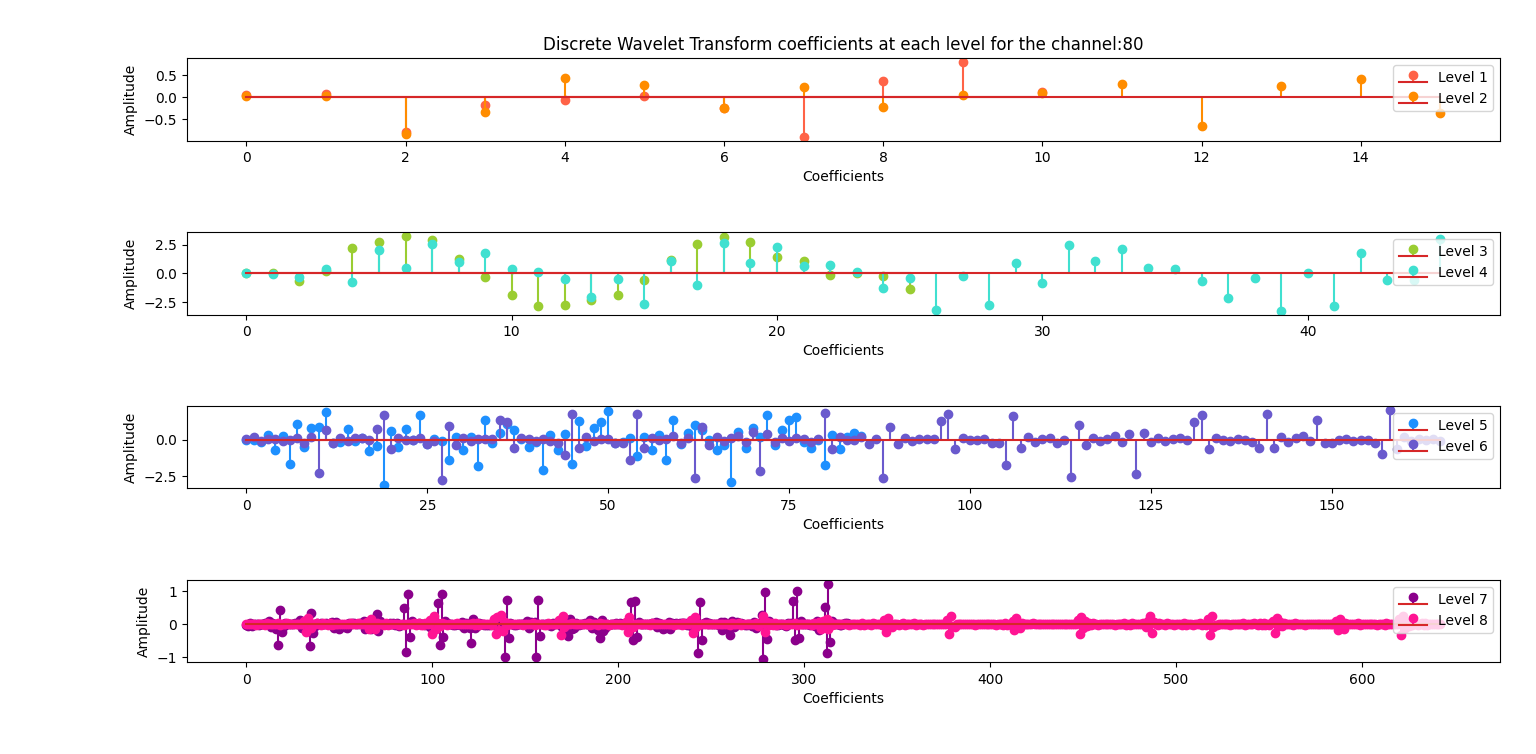 Discrete Wavelet Transform coefficients at each level for the channel:80
Amplitude
0.5
0.0
−0.5
Level 1
Level 2
0 2 4 6 8 10 12 14
Coefficients
Amplitude
2.5
0.0
−2.5
Level 3
Level 4
0 10 20 30 40
Coefficients
Amplitude
0.0
−2.5
Level 5
Level 6
0 25 50 75 100 125 150
Coefficients
Amplitude
1
0
−1
Level 7
Level 8
0 100 200 300 400 500 600
Coefficients